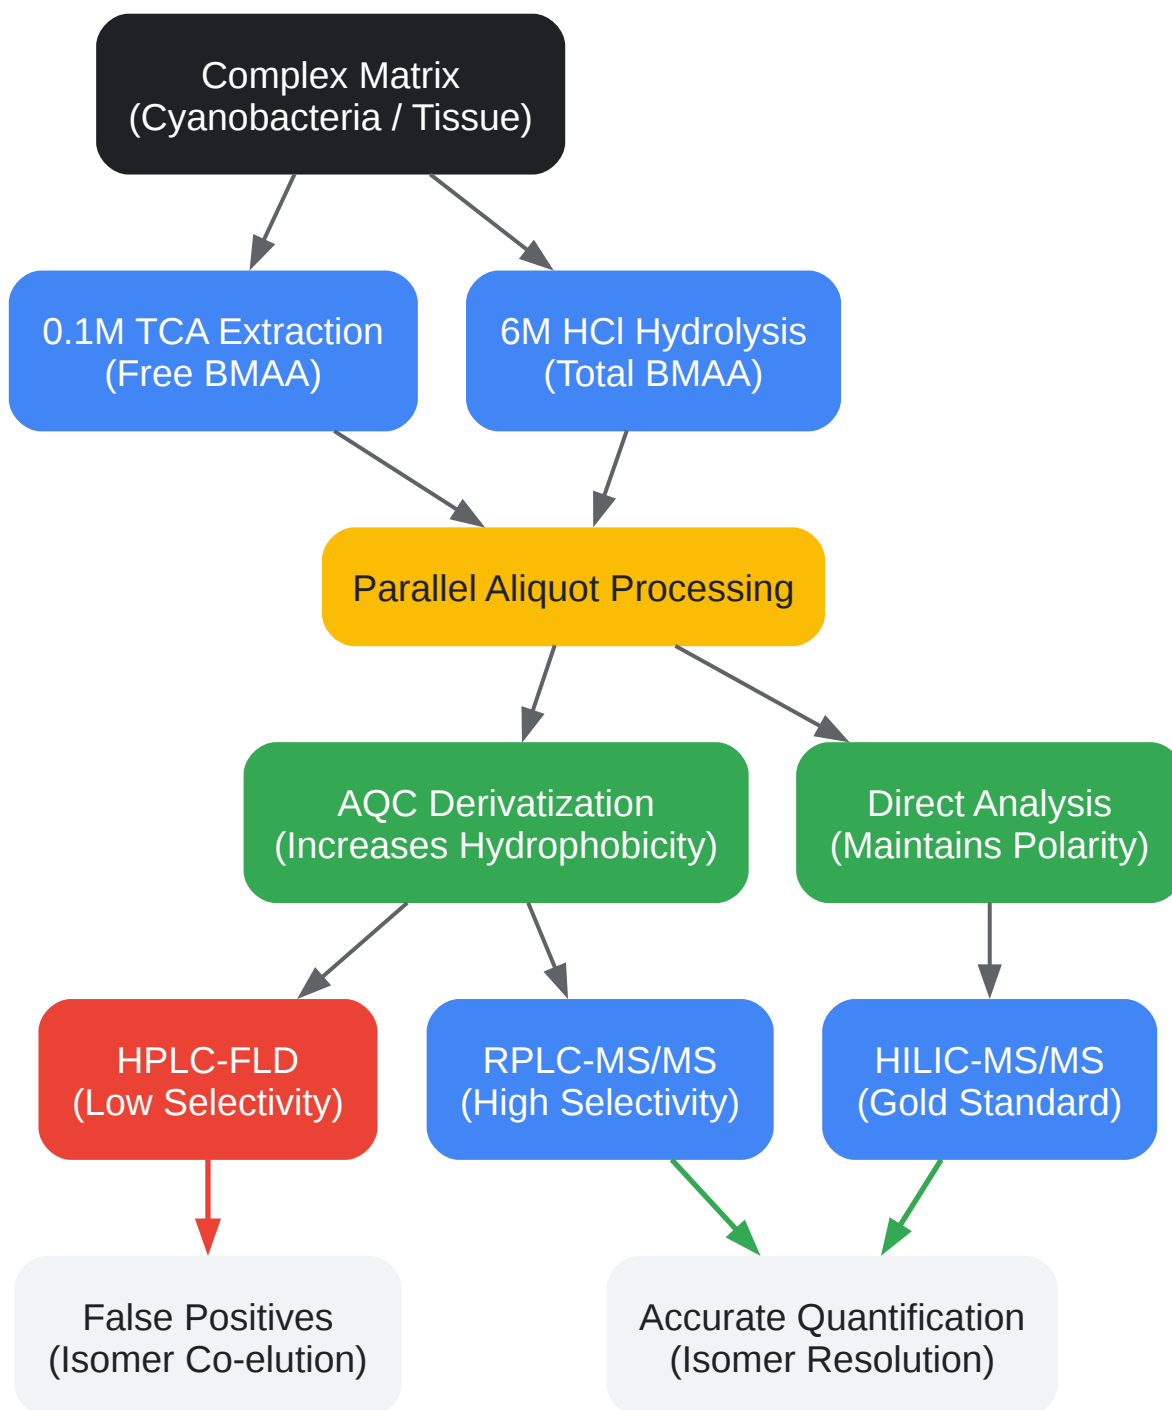 Complex Matrix
(Cyanobacteria / Tissue)
0.1M TCA Extraction
(Free BMAA)
6M HCl Hydrolysis
(Total BMAA)
Parallel Aliquot Processing
AQC Derivatization
(Increases Hydrophobicity)
Direct Analysis
(Maintains Polarity)
HPLC-FLD
(Low Selectivity)
RPLC-MS/MS
(High Selectivity)
HILIC-MS/MS
(Gold Standard)
False Positives
(Isomer Co-elution)
Accurate Quantification
(Isomer Resolution)